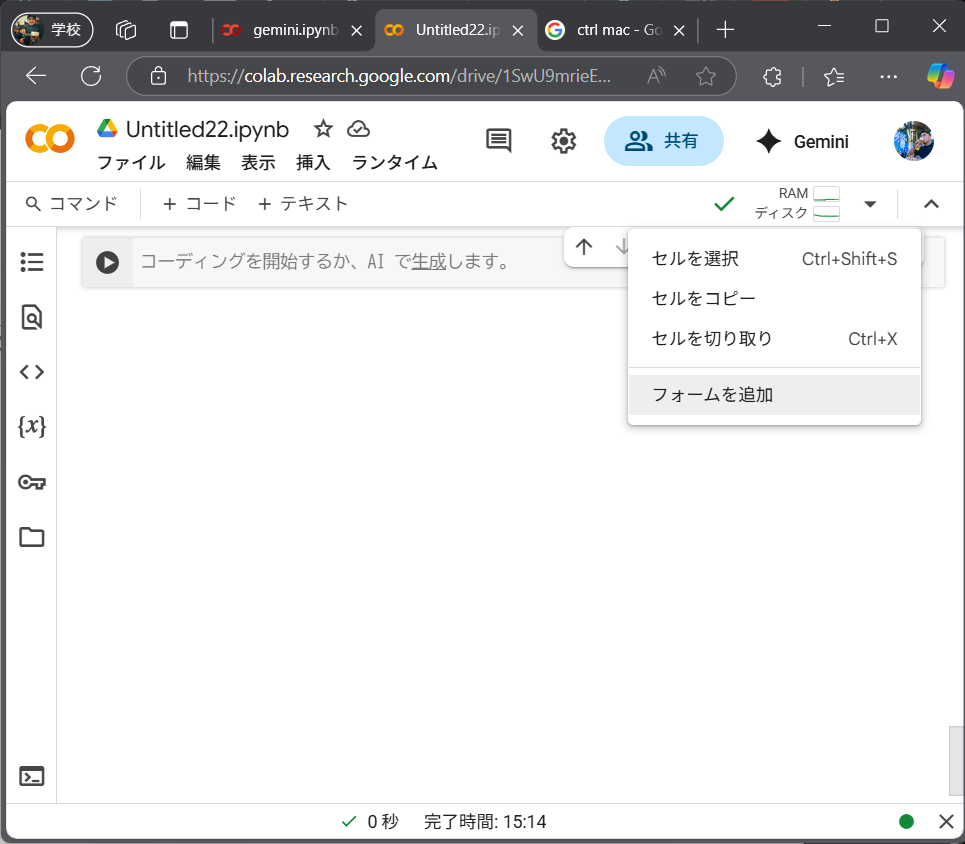 学校
gemini.ipynb
Untitled22.ip
ctrl mac - Go
https://colab.research.google.com/drive/1SwU9mrieE...
Untitled22.ipynb
ファイル 編集 表示 挿入 ランタイム
共有
Gemini
コマンド
+ コード + テキスト
RAM
ディスク
コーディングを開始するか、AI で生成します。
セルを選択 Ctrl+Shift+S
セルをコピー
セルを切り取り Ctrl+X
フォームを追加
{x}
0 秒 完了時間: 15:14